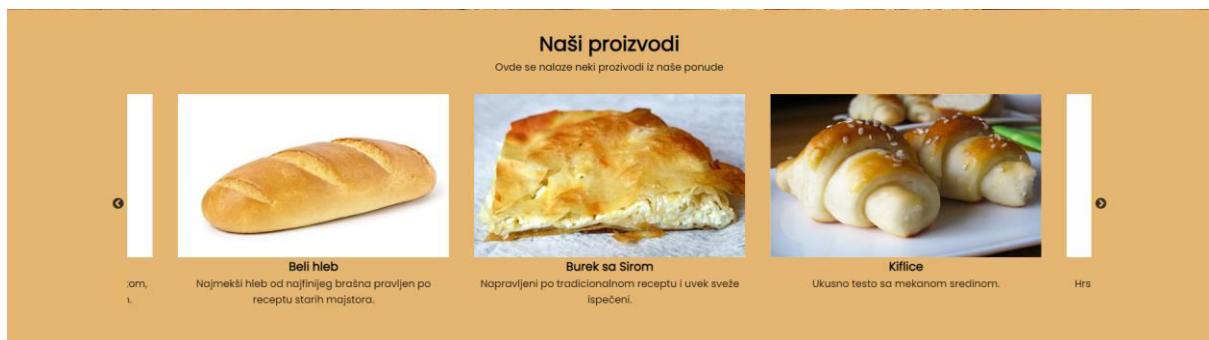 Naši proizvodi
Ovde se nalaze neki prozivodi iz naše ponude
Beli hleb
Najmekši hleb od najfinijeg brašna pravljen po
receptu starih majstora.
Burek sa Sirom
Napravljeni po tradicionalnom receptu i uvek sveže
ispečeni.
Kiflice
Ukusno testo sa mekanom sredinom.